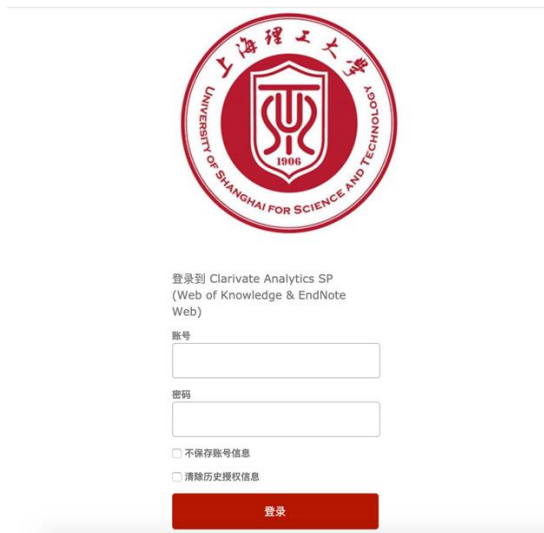 上海理工大學
UNIVERSITY OF SHANGHAI FOR SCIENCE AND TECHNOLOGY
1906
登录到 Clarivate Analytics SP
(Web of Knowledge & EndNote
Web)
账号
密码
不保存账号信息
清除历史授权信息
登录